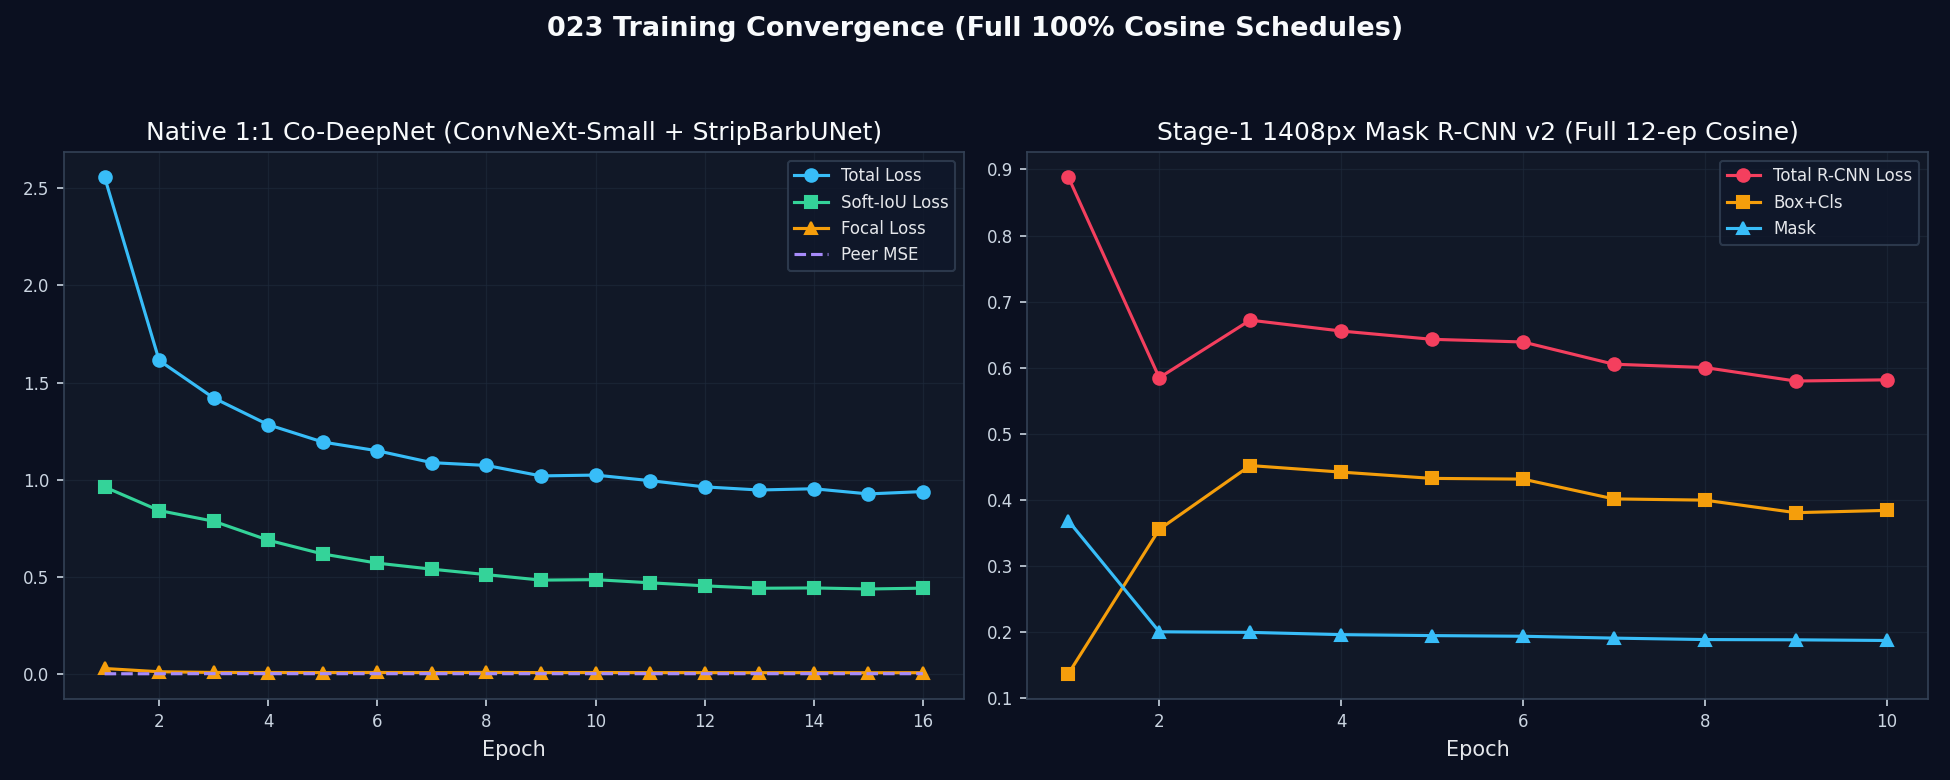 023 Training Convergence (Full 100% Cosine Schedules)
Native 1:1 Co-DeepNet (ConvNeXt-Small + StripBarbUNet)
Total Loss
Soft-IoU Loss
Focal Loss
Peer MSE
2.5
2.0
1.5
1.0
0.5
0.0
2 4 6 8 10 12 14 16
Epoch
Stage-1 1408px Mask R-CNN v2 (Full 12-ep Cosine)
Total R-CNN Loss
Box+Cls
Mask
0.9
0.8
0.7
0.6
0.5
0.4
0.3
0.2
0.1
2 4 6 8 10
Epoch